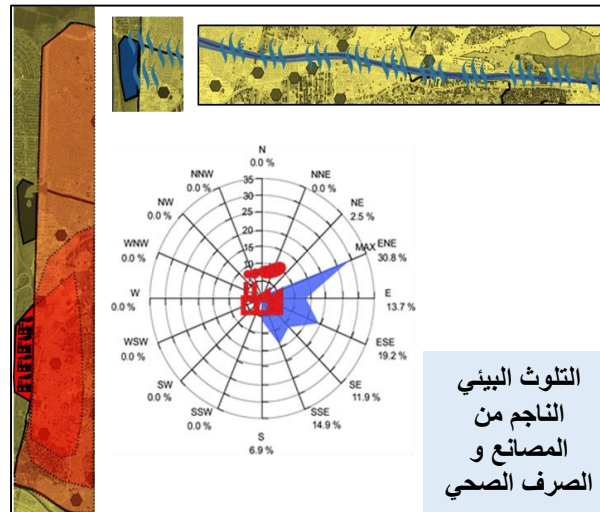 N
0.0 %
NNW
0.0 %
NNE
0.0 %
35
30
25
20
15
10
5
NW
0.0 %
NE
2.5 %
WNW
0.0 %
MAX
ENE
30.8 %
W
0.0 %
E
13.7 %
WSW
0.0 %
ESE
19.2 %
SW
0.0 %
SE
11.9 %
SSW
0.0 %
SSE
14.9 %
S
6.9 %
التلوث البيئي
الناجم من
المصانع و
الصرف الصحي